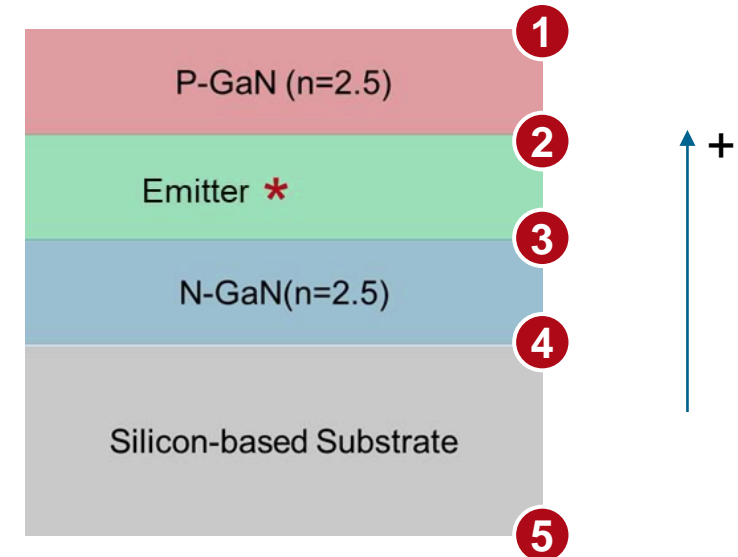 1
P-GaN (n=2.5)
2
+
Emitter *
3
N-GaN(n=2.5)
4
Silicon-based Substrate
5